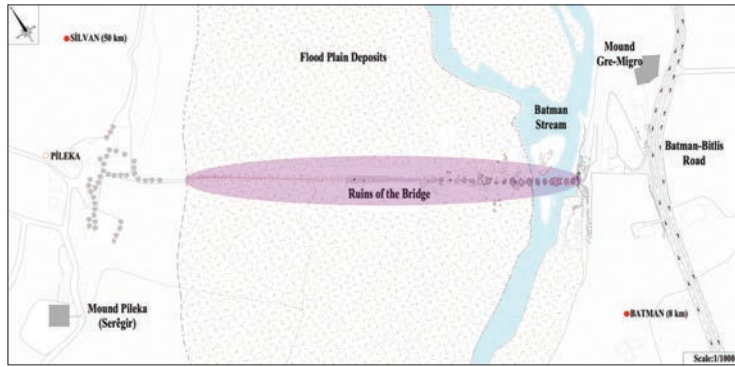 SİLVAN (50 km)
Flood Plain Deposits
Mound
Gre-Migro
Batman
Stream
Batman-Bitlis
Road
PİLEKA
Ruins of the Bridge
Mound Pileka
(Serêgir)
BATMAN (8 km)
Scale:1/1000